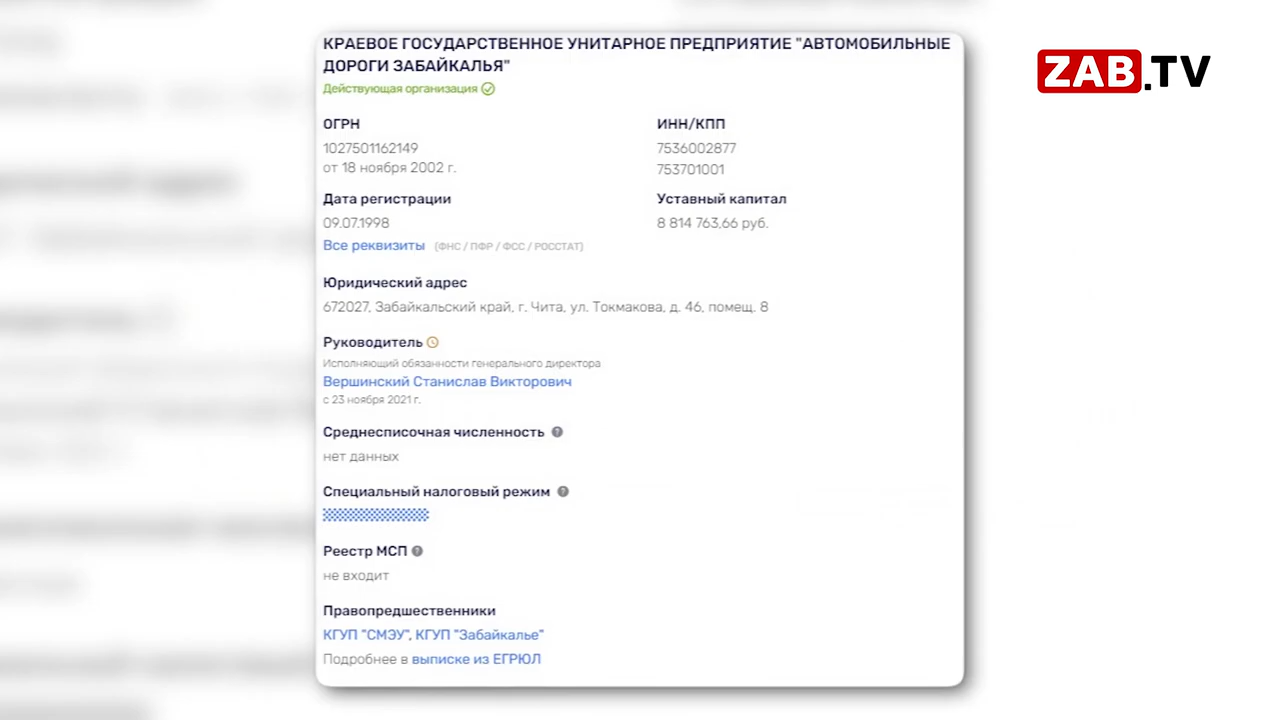 КРАЕВОЕ ГОСУДАРСТВЕННОЕ УНИТАРНОЕ ПРЕДПРИЯТИЕ "АВТОМОБИЛЬНЫЕ
ДОРОГИ ЗАБАЙКАЛЬЯ"
Действующая организация
ZAB.TV
ОГРН
1027501162149
от 18 ноября 2002 г.
ИНН/КПП
7536002877
753701001
Дата регистрации
09.07.1998
Уставный капитал
8 814 763,66 руб.
Все реквизиты (ФНС / ПФР / ФСС / РОССТАТ)
Юридический адрес
672027, Забайкальский край, г. Чита, ул. Токмакова, д. 46, помещ. 8
Руководитель
Исполняющий обязанности генерального директора
Вершинский Станислав Викторович
с 23 ноября 2021 г.
Среднесписочная численность
нет данных
Специальный налоговый режим
Реестр МСП
не входит
Правопредшественники
КГУП "СМЭУ", КГУП "Забайкалье"
Подробнее в выписке из ЕГРЮЛ